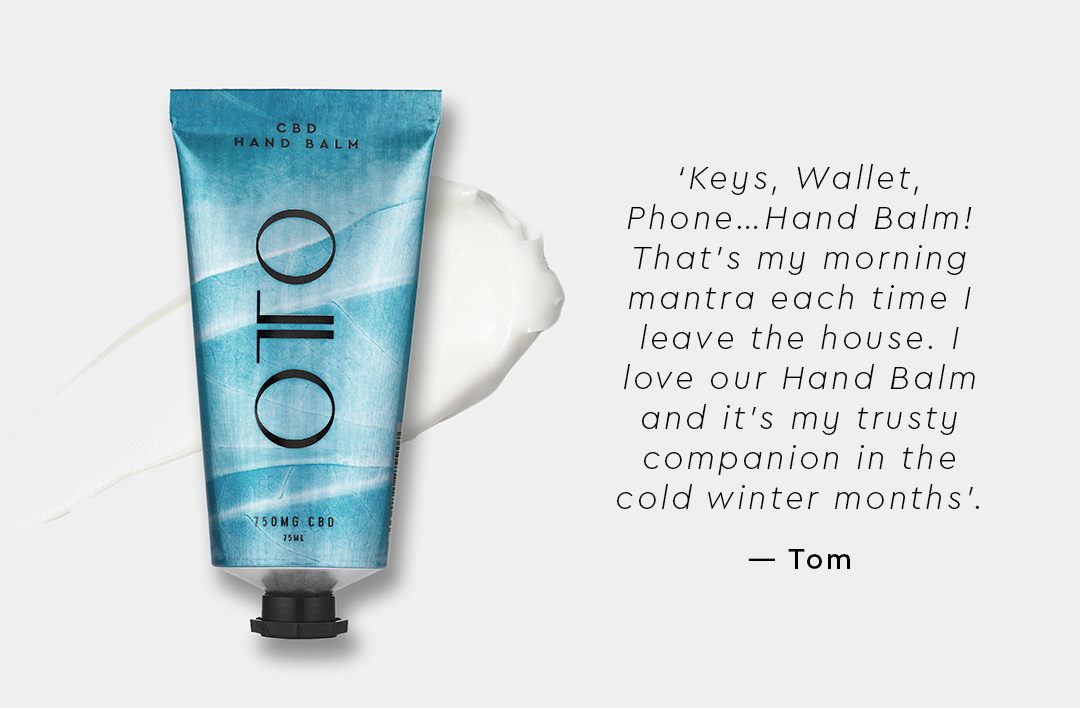 CBD
HAND BALM
OTO
750MG CBD
75ML
‘Keys, Wallet,
Phone...Hand Balm!
That's my morning
mantra each time I
leave the house. I
love our Hand Balm
and it's my trusty
companion in the
cold winter months’.
— Tom